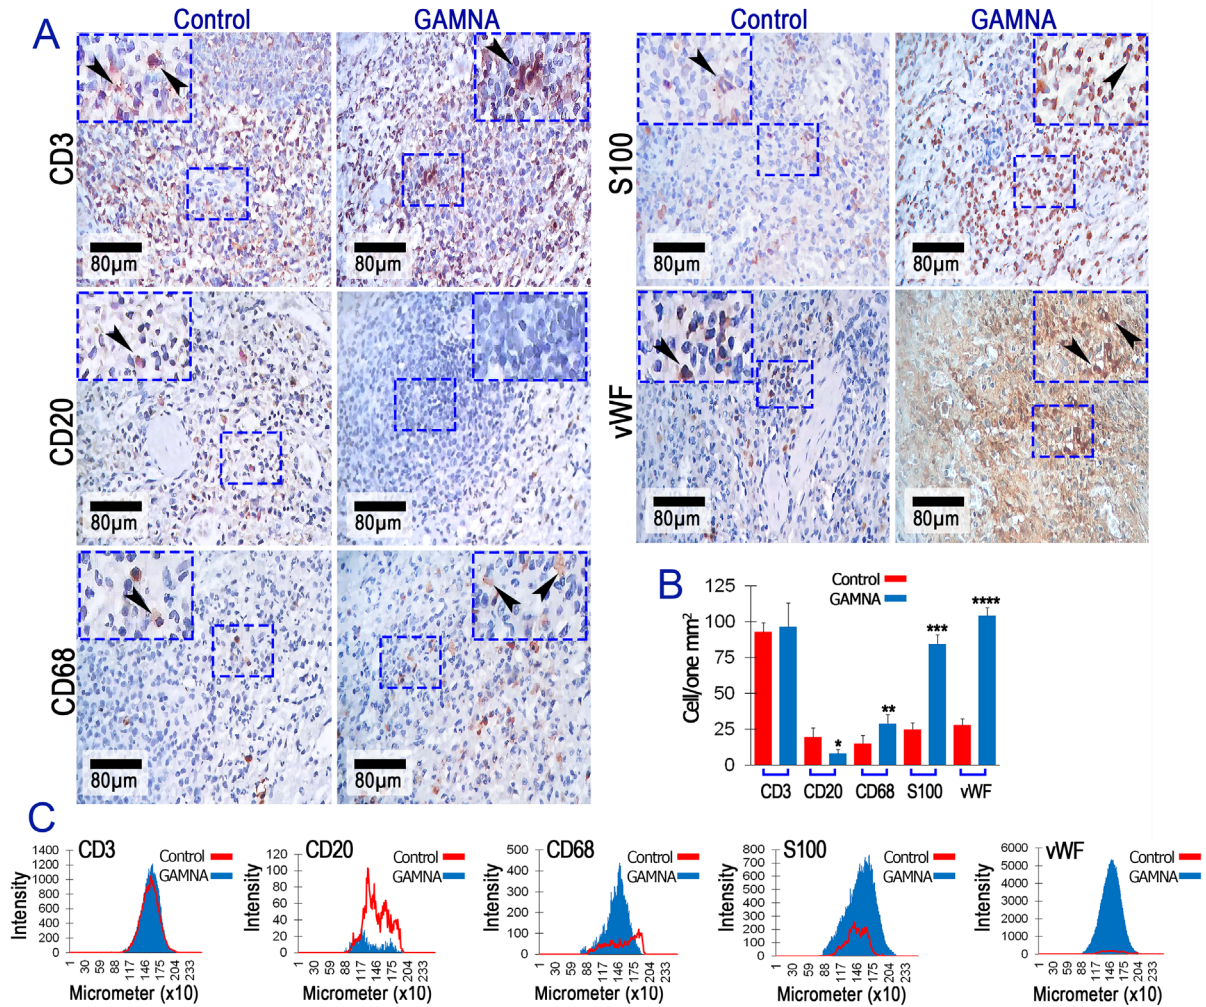 A
Control
GAMNA
Control
GAMNA
CD3
80µm
80µm
S100
80µm
80µm
CD20
80µm
80µm
vWF
80µm
80µm
CD68
80µm
80µm
B
Control
GAMNA
Cell/one mm²
125
100
75
50
25
0
*
**
***
****
CD3
CD20
CD68
S100
vWF
C
CD3
Control
GAMNA
Intensity
1400
1200
1000
800
600
400
200
0
1 30 59 88 117 146 175 204 233
Micrometer (x10)
CD20
Control
GAMNA
Intensity
120
100
80
60
40
20
0
1 30 59 88 117 146 175 204 233
Micrometer (x10)
CD68
Control
GAMNA
Intensity
500
400
300
200
100
0
1 30 59 88 117 146 175 204 233
Micrometer (x10)
S100
Control
GAMNA
Intensity
800
700
600
500
400
300
200
100
0
1 30 59 88 117 146 175 204 233
Micrometer (x10)
vWF
Control
GAMNA
Intensity
6000
5000
4000
3000
2000
1000
0
1 30 59 88 117 146 175 204 233
Micrometer (x10)